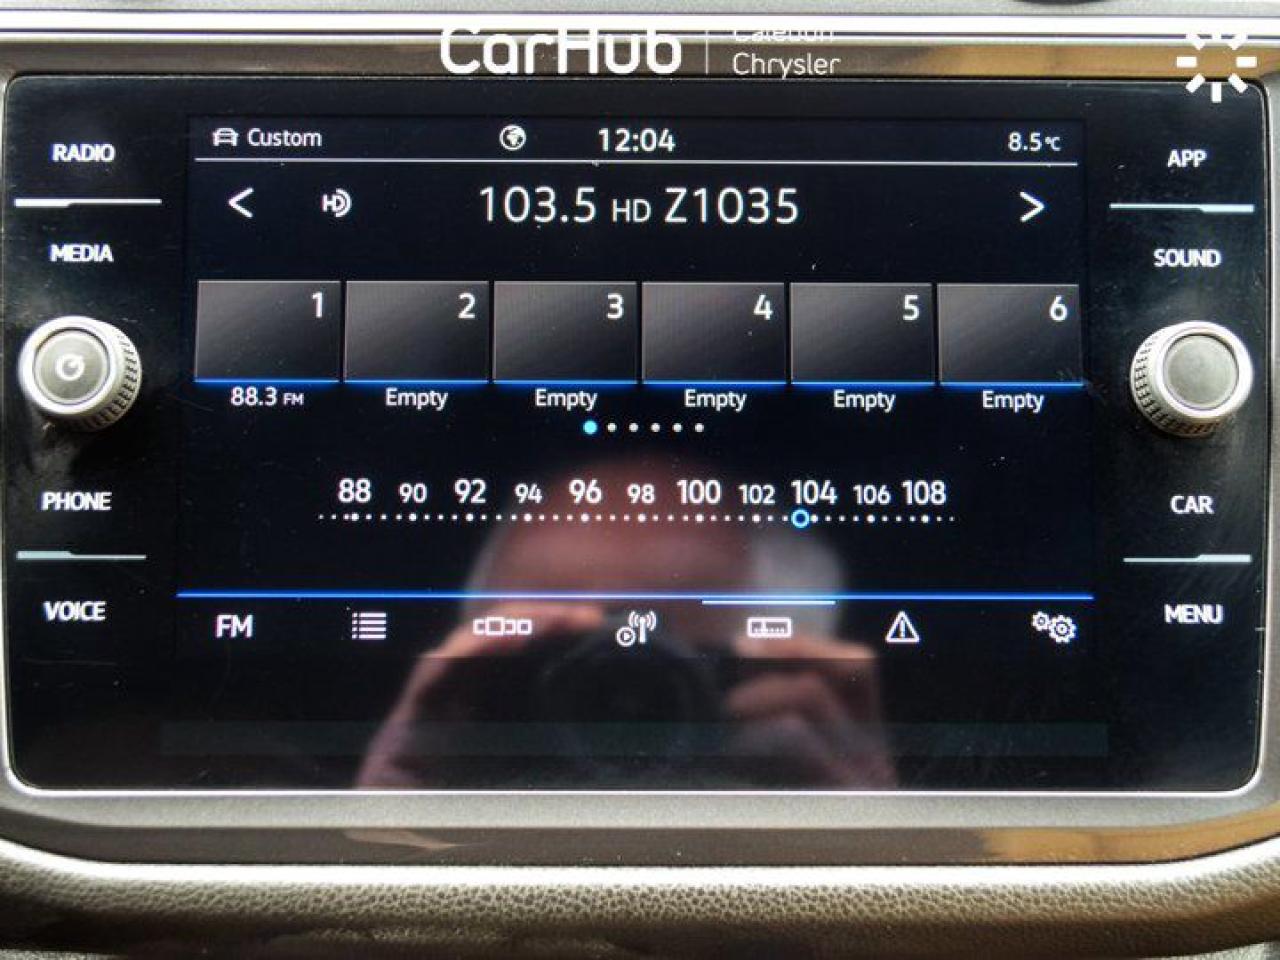 CarHub
Caledon
Chrysler
RADIO
MEDIA
PHONE
VOICE
Custom
12:04
8.5°C
< HD 103.5 HD Z1035 >
1 2 3 4 5 6
88.3 FM Empty Empty Empty Empty Empty
88 90 92 94 96 98 100 102 104 106 108
FM
APP
SOUND
CAR
MENU